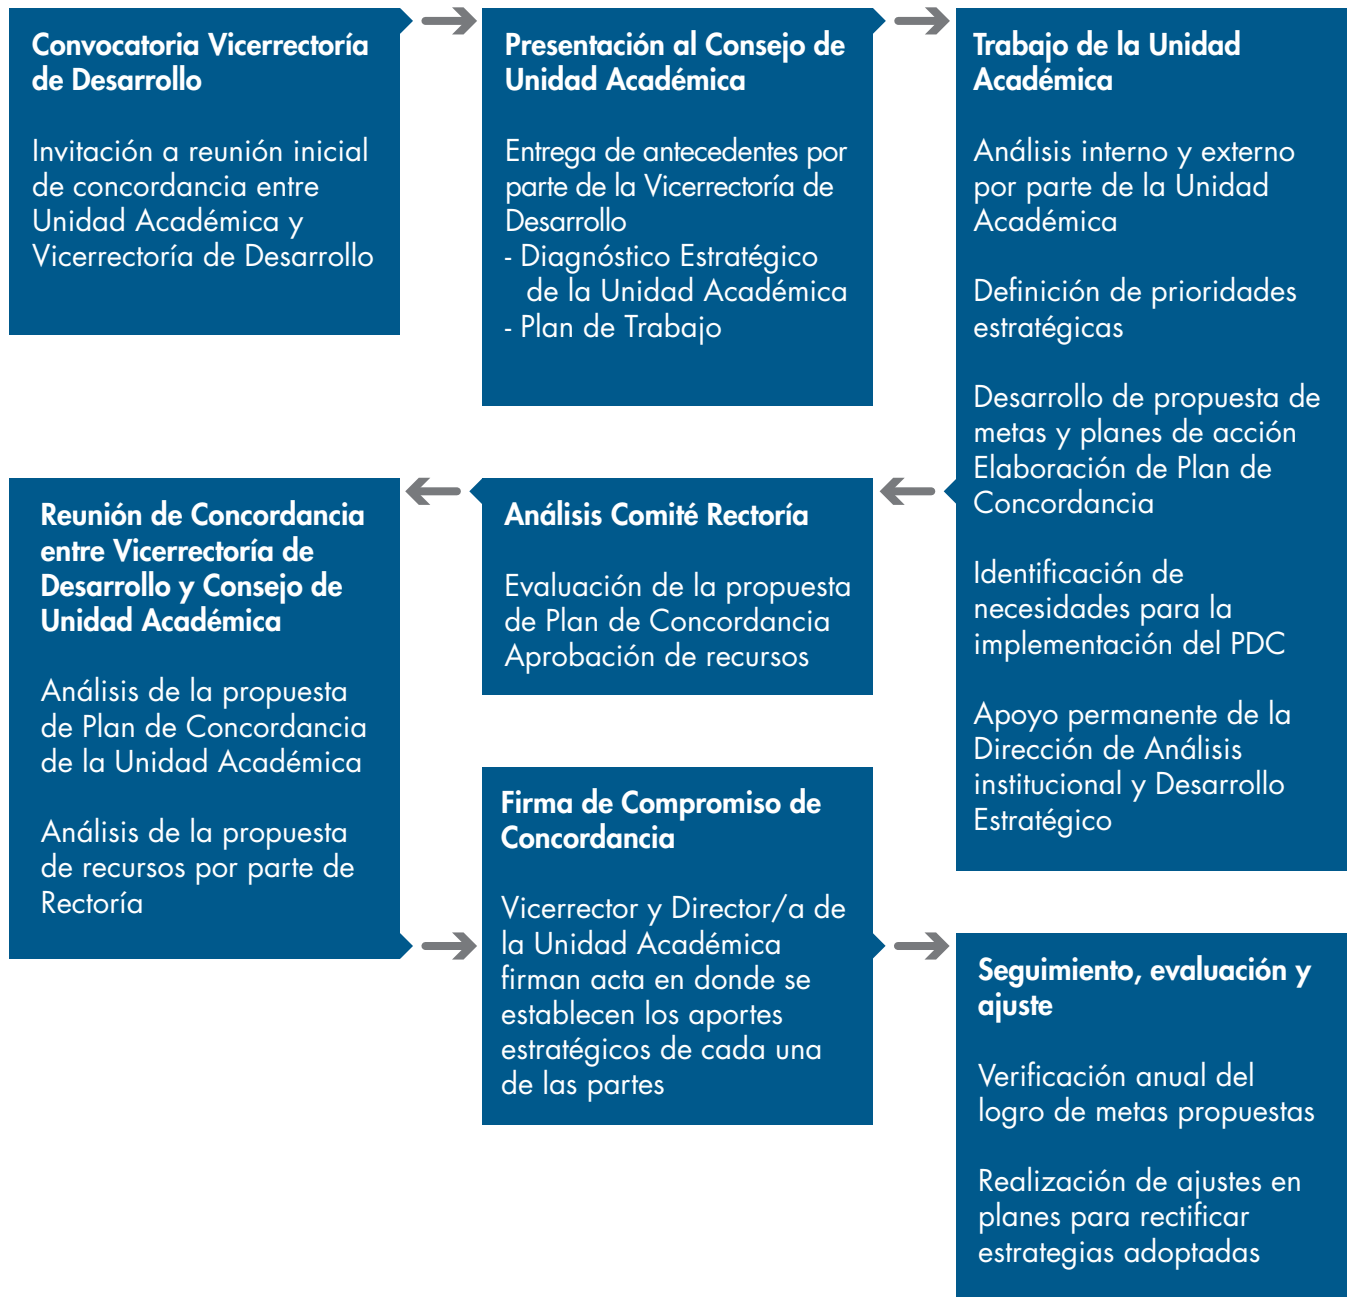 Convocatoria Vicerrectoría
de Desarrollo
Invitación a reunión inicial
de concordancia entre
Unidad Académica y
Vicerrectoría de Desarrollo
Presentación al Consejo de
Unidad Académica
Entrega de antecedentes por
parte de la Vicerrectoría de
Desarrollo
- Diagnóstico Estratégico
de la Unidad Académica
- Plan de Trabajo
Trabajo de la Unidad
Académica
Análisis interno y externo
por parte de la Unidad
Académica
Definición de prioridades
estratégicas
Desarrollo de propuesta de
metas y planes de acción
Elaboración de Plan de
Concordancia
Identificación de
necesidades para la
implementación del PDC
Apoyo permanente de la
Dirección de Análisis
institucional y Desarrollo
Estratégico
Análisis Comité Rectoría
Evaluación de la propuesta
de Plan de Concordancia
Aprobación de recursos
Reunión de Concordancia
entre Vicerrectoría de
Desarrollo y Consejo de
Unidad Académica
Análisis de la propuesta
de Plan de Concordancia
de la Unidad Académica
Análisis de la propuesta
de recursos por parte de
Rectoría
Firma de Compromiso de
Concordancia
Vicerrector y Director/a de
la Unidad Académica
firman acta en donde se
establecen los aportes
estratégicos de cada una
de las partes
Seguimiento, evaluación y
ajuste
Verificación anual del
logro de metas propuestas
Realización de ajustes en
planes para rectificar
estrategias adoptadas